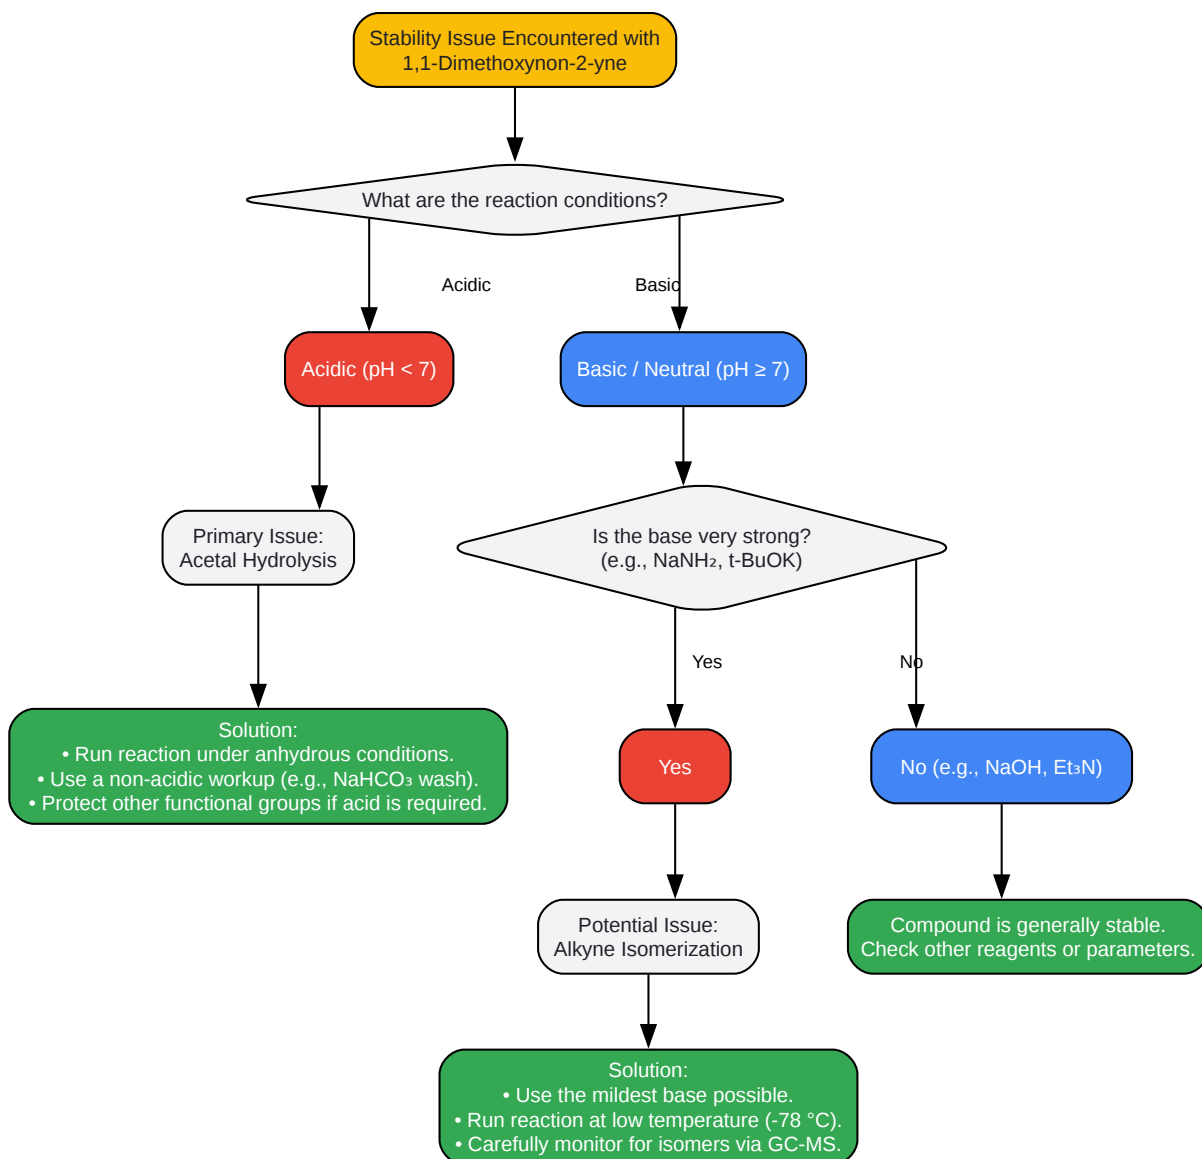 Stability Issue Encountered with
1,1-Dimethoxynon-2-yne
What are the reaction conditions?
Acidic
Basic
Acidic (pH < 7)
Basic / Neutral (pH ≥ 7)
Primary Issue:
Acetal Hydrolysis
Is the base very strong?
(e.g., NaNH₂, t-BuOK)
Yes
No
Solution:
• Run reaction under anhydrous conditions.
• Use a non-acidic workup (e.g., NaHCO₃ wash).
• Protect other functional groups if acid is required.
Yes
No (e.g., NaOH, Et₃N)
Potential Issue:
Alkyne Isomerization
Compound is generally stable.
Check other reagents or parameters.
Solution:
• Use the mildest base possible.
• Run reaction at low temperature (-78 °C).
• Carefully monitor for isomers via GC-MS.